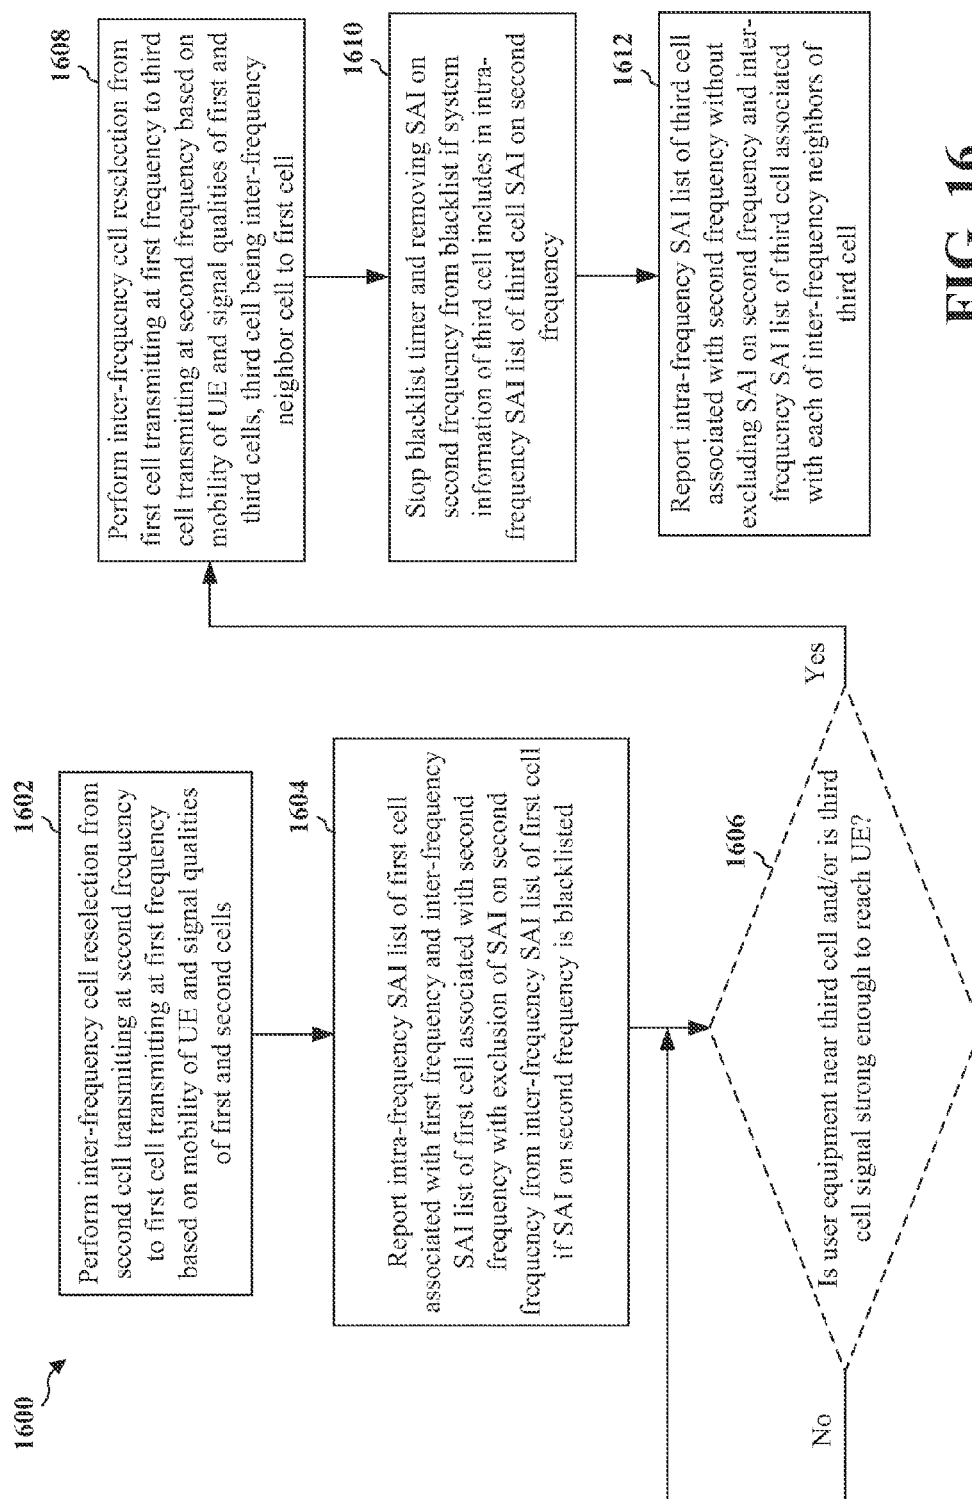 1600
1602
Perform inter-frequency cell reselection from
second cell transmitting at second frequency
to first cell transmitting at first frequency
based on mobility of UE and signal qualities
of first and second cells
1604
Report intra-frequency SAI list of first cell
associated with first frequency and inter-frequency
SAI list of first cell associated with second
frequency with exclusion of SAI on second
frequency from inter-frequency SAI list of first cell
if SAI on second frequency is blacklisted
1606
Is user equipment near third cell and/or is third
cell signal strong enough to reach UE?
No
Yes
1608
Perform inter-frequency cell reselection from
first cell transmitting at first frequency to third
cell transmitting at second frequency based on
mobility of UE and signal qualities of first and
third cells, third cell being inter-frequency
neighbor cell to first cell
1610
Stop blacklist timer and removing SAI on
second frequency from blacklist if system
information of third cell includes in intra-
frequency SAI list of third cell SAI on second
frequency
1612
Report intra-frequency SAI list of third cell
associated with second frequency without
excluding SAI on second frequency and inter-
frequency SAI list of third cell associated
with each of inter-frequency neighbors of
third cell
FIG. 16